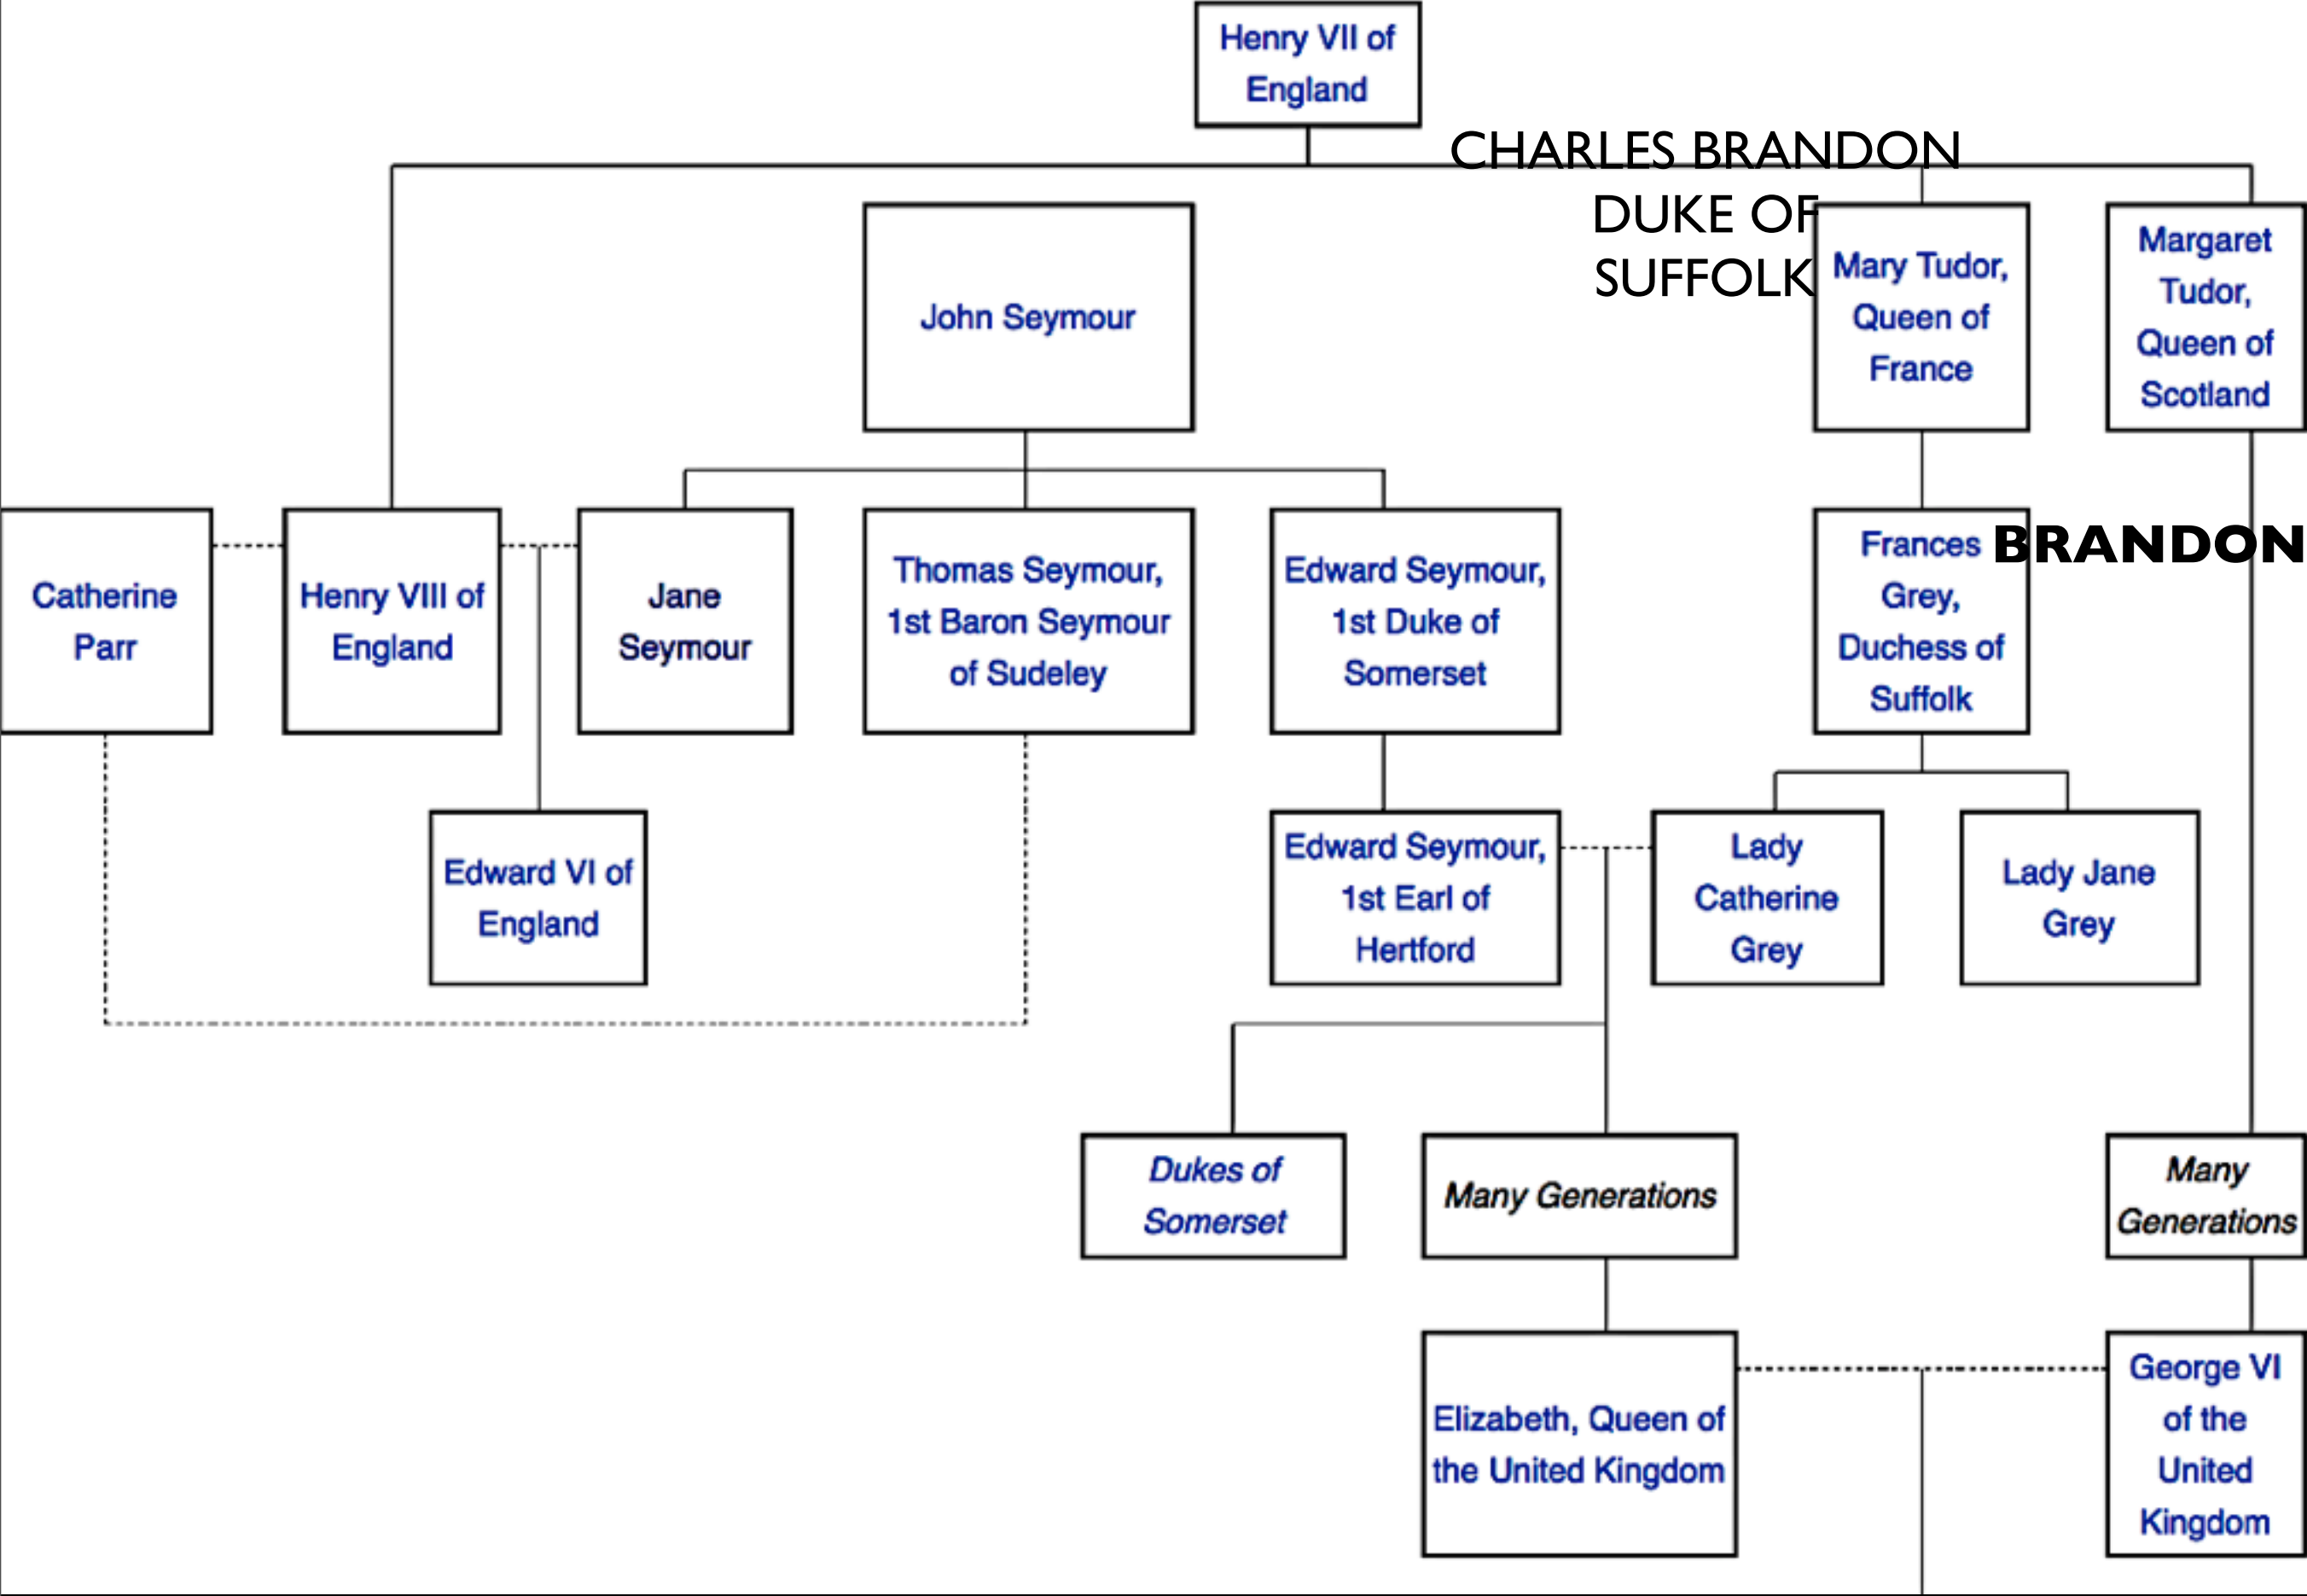 Henry VII of
England
CHARLES BRANDON
DUKE OF
SUFFOLK
John Seymour
Mary Tudor,
Queen of
France
Margaret
Tudor,
Queen of
Scotland
Catherine
Parr
Henry VIII of
England
Jane
Seymour
Thomas Seymour,
1st Baron Seymour
of Sudeley
Edward Seymour,
1st Duke of
Somerset
Frances BRANDON
Grey,
Duchess of
Suffolk
Edward VI of
England
Edward Seymour,
1st Earl of
Hertford
Lady
Catherine
Grey
Lady Jane
Grey
Dukes of
Somerset
Many Generations
Many
Generations
Elizabeth, Queen of
the United Kingdom
George VI
of the
United
Kingdom